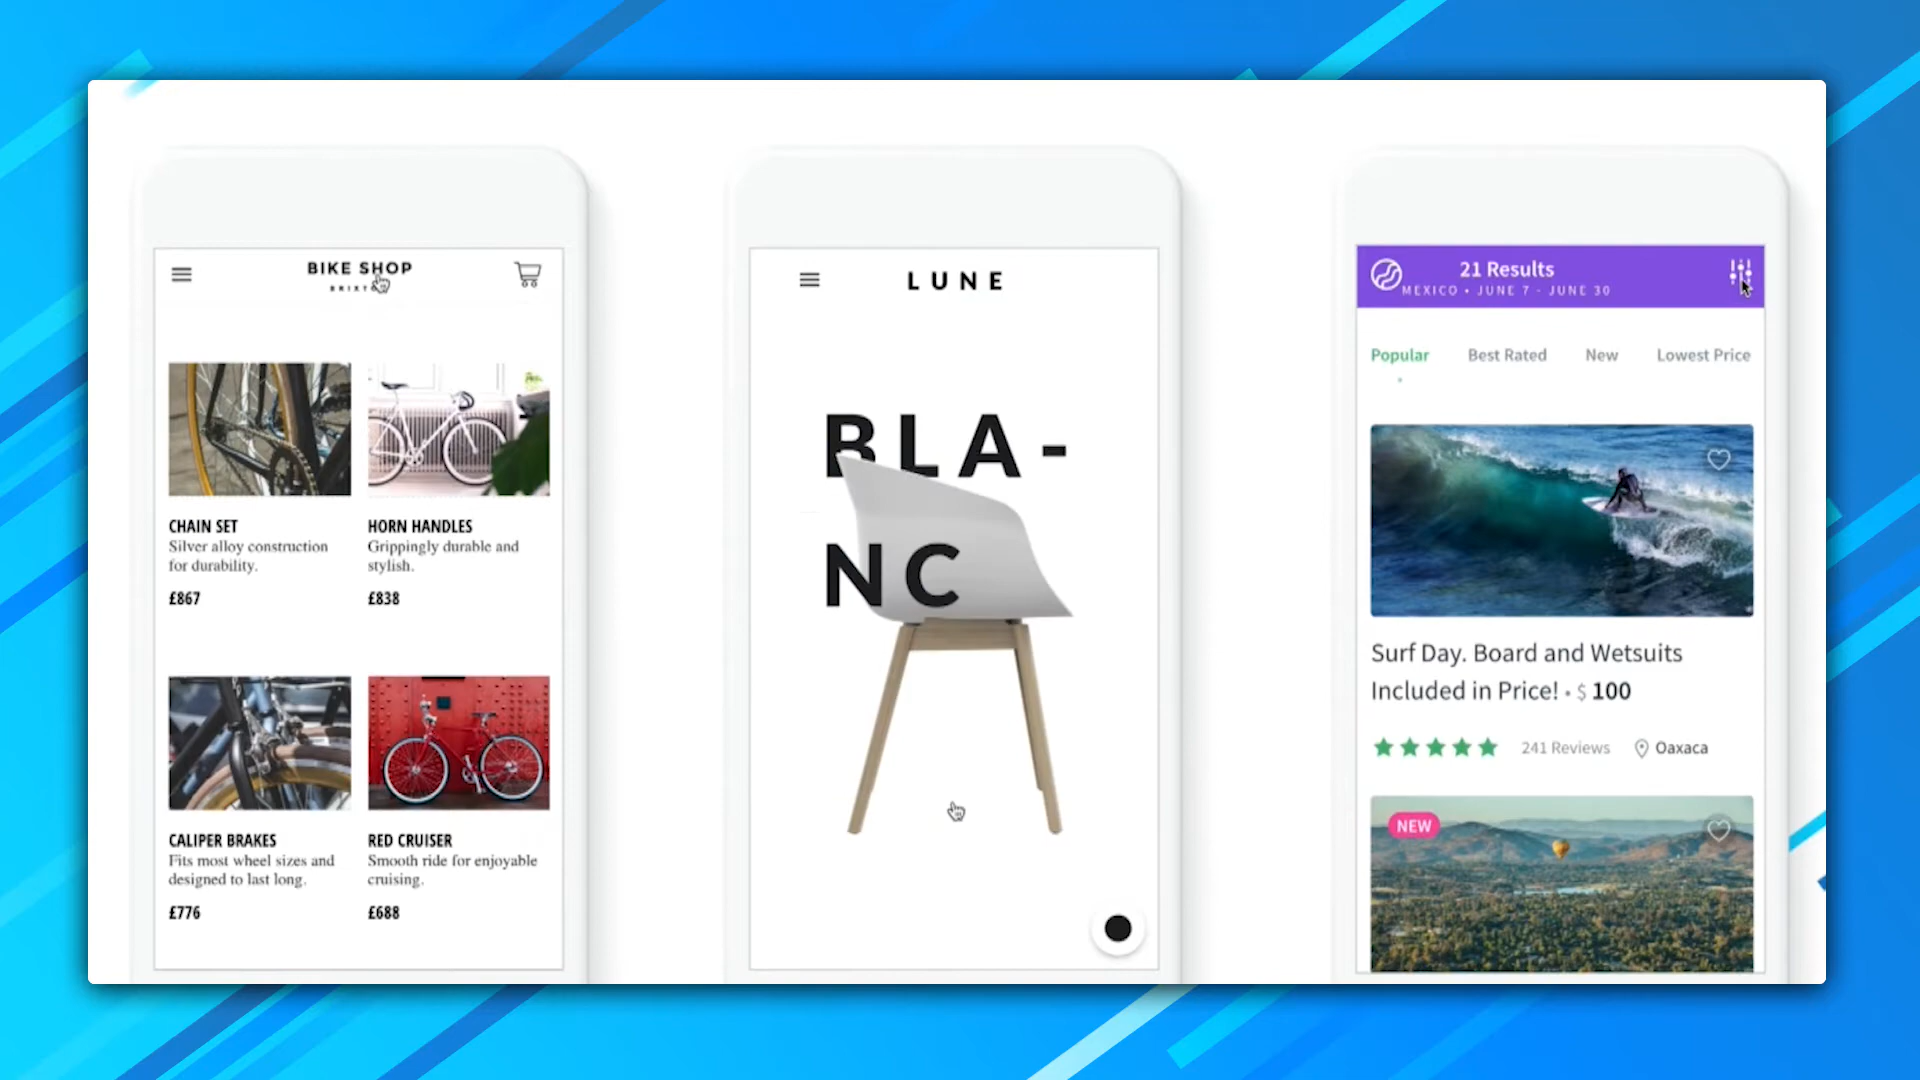 BIKE SHOP
CHAIN SET
Silver alloy construction
for durability.
£867
HORN HANDLES
Grippingly durable and
stylish.
£838
CALIPER BRAKES
Fits most wheel sizes and
designed to last long.
£776
RED CRUISER
Smooth ride for enjoyable
cruising.
£688
LUNE
BLA-
NC
21 Results
MEXICO • JUNE 7 - JUNE 30
Popular Best Rated New Lowest Price
Surf Day. Board and Wetsuits
Included in Price! • $ 100
241 Reviews Oaxaca
NEW